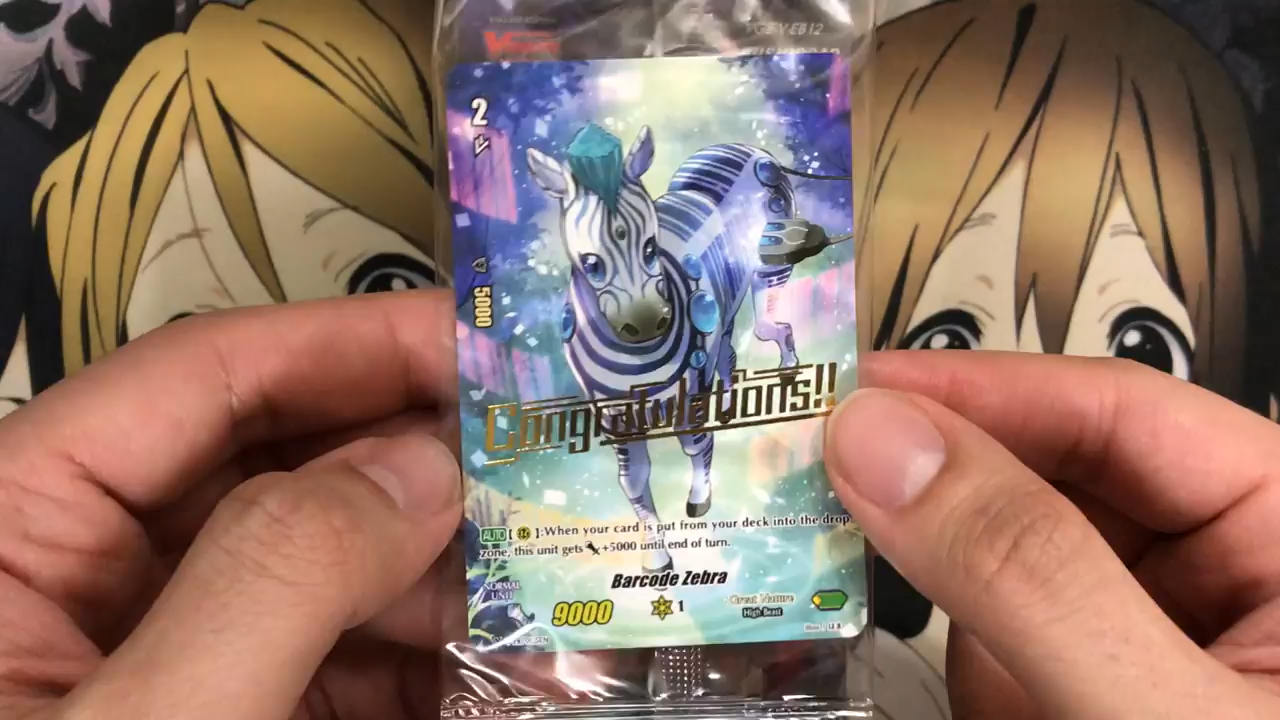 2
5000
Congratulations!!
AUTO【 】:When your card is put from your deck into the drop
zone, this unit gets +5000 until end of turn.
Barcode Zebra
NORMAL
UNIT
9000
1
Great Nature
High Beast